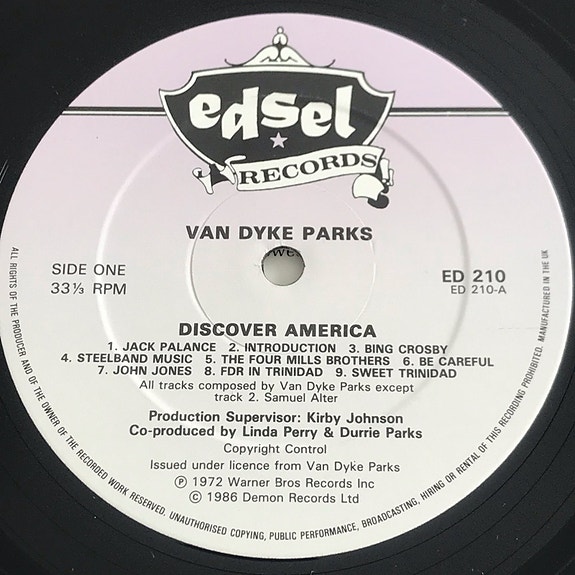 edsel
RECORDS
VAN DYKE PARKS
SIDE ONE
33⅓ RPM
ED 210
ED 210-A
DISCOVER AMERICA
1. JACK PALANCE 2. INTRODUCTION 3. BING CROSBY
4. STEELBAND MUSIC 5. THE FOUR MILLS BROTHERS 6. BE CAREFUL
7. JOHN JONES 8. FDR IN TRINIDAD 9. SWEET TRINIDAD
All tracks composed by Van Dyke Parks except
track 2. Samuel Alter
Production Supervisor: Kirby Johnson
Co-produced by Linda Perry & Durrie Parks
Copyright Control
Issued under licence from Van Dyke Parks
℗ 1972 Warner Bros Records Inc
© 1986 Demon Records Ltd
ALL RIGHTS OF THE PRODUCER AND OF THE OWNER OF THE RECORDED WORK RESERVED. UNAUTHORISED COPYING, PUBLIC PERFORMANCE, BROADCASTING, HIRING OR RENTAL OF THIS RECORDING PROHIBITED. MANUFACTURED IN THE UK